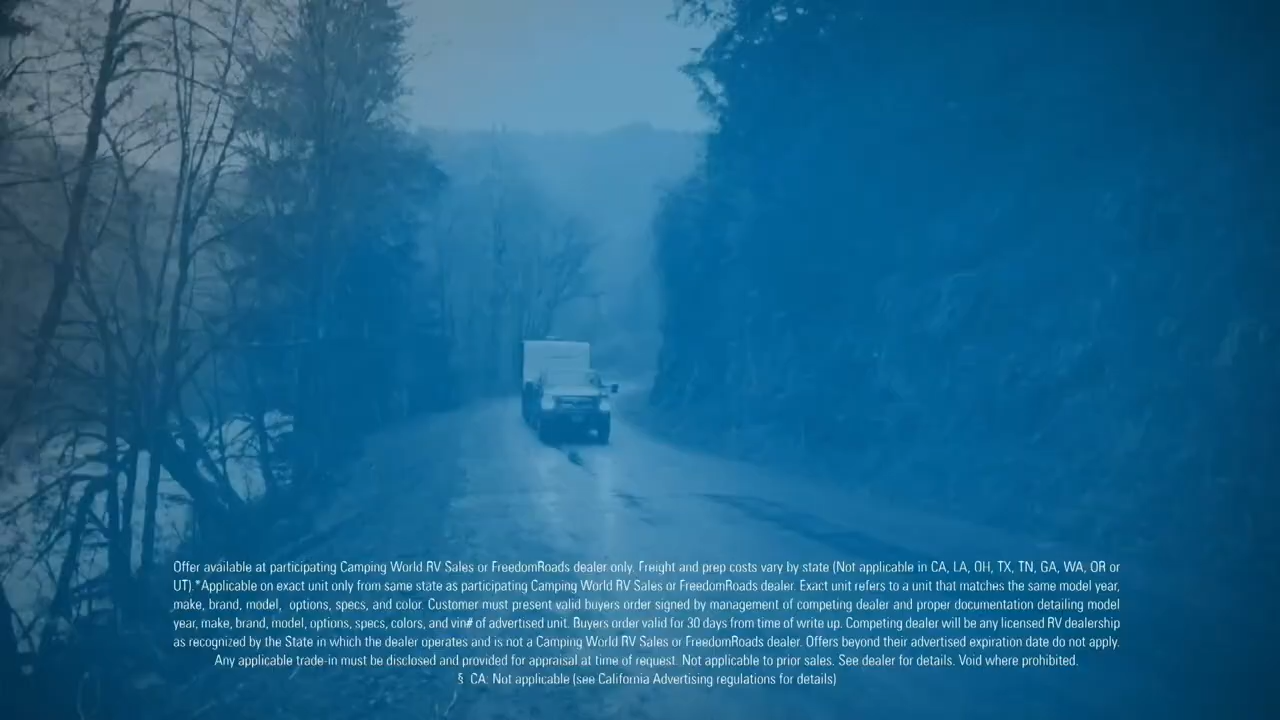 Offer available at participating Camping World RV Sales or FreedomRoads dealer only. Freight and prep costs vary by state (Not applicable in CA, LA, OH, TX, TN, GA, WA, OR or
UT).*Applicable on exact unit only from same state as participating Camping World RV Sales or FreedomRoads dealer. Exact unit refers to a unit that matches the same model year,
make, brand, model, options, specs, and color. Customer must present valid buyers order signed by management of competing dealer and proper documentation detailing model
year, make, brand, model, options, specs, colors, and vin# of advertised unit. Buyers order valid for 30 days from time of write up. Competing dealer will be any licensed RV dealership
as recognized by the State in which the dealer operates and is not a Camping World RV Sales or FreedomRoads dealer. Offers beyond their advertised expiration date do not apply.
Any applicable trade-in must be disclosed and provided for appraisal at time of request. Not applicable to prior sales. See dealer for details. Void where prohibited.
§ CA: Not applicable (see California Advertising regulations for details)